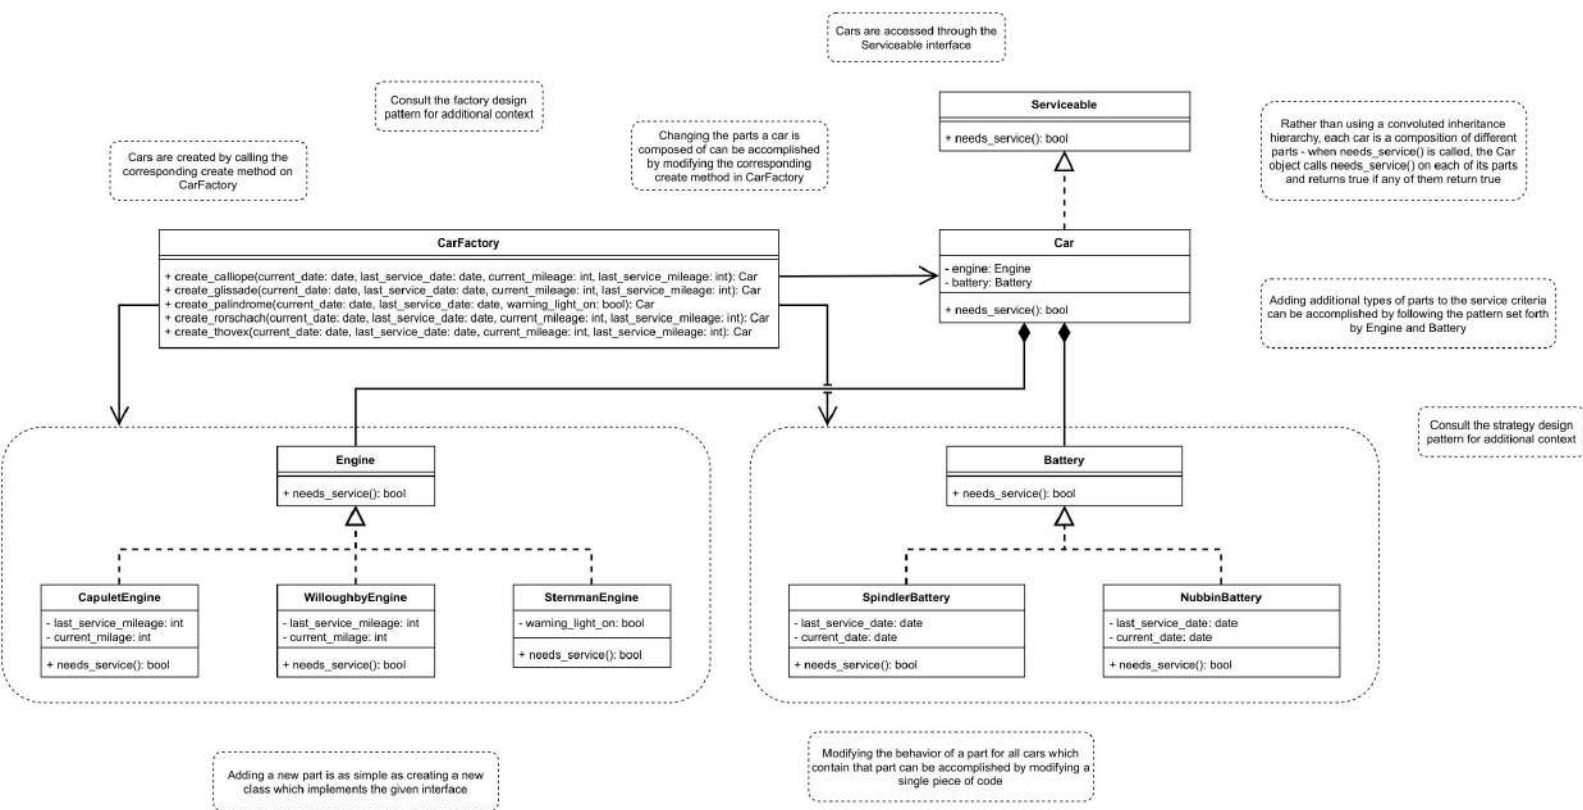 Cars are accessed through the
Serviceable interface
Consult the factory design
pattern for additional context
Cars are created by calling the
corresponding create method on
CarFactory
Changing the parts a car is
composed of can be accomplished
by modifying the corresponding
create method in CarFactory
Serviceable
+ needs_service(): bool
Rather than using a convoluted inheritance
hierarchy, each car is a composition of different
parts - when needs_service() is called, the Car
object calls needs_service() on each of its parts
and returns true if any of them return true
CarFactory
+ create_calliope(current_date: date, last_service_date: date, current_mileage: int, last_service_mileage: int): Car
+ create_glissade(current_date: date, last_service_date: date, current_mileage: int, last_service_mileage: int): Car
+ create_palindrome(current_date: date, last_service_date: date, warning_light_on: bool): Car
+ create_rorschach(current_date: date, last_service_date: date, current_mileage: int, last_service_mileage: int): Car
+ create_thovex(current_date: date, last_service_date: date, current_mileage: int, last_service_mileage: int): Car
Car
- engine: Engine
- battery: Battery
+ needs_service(): bool
Adding additional types of parts to the service criteria
can be accomplished by following the pattern set forth
by Engine and Battery
Consult the strategy design
pattern for additional context
Engine
+ needs_service(): bool
CapuletEngine
- last_service_mileage: int
- current_milage: int
+ needs_service(): bool
WilloughbyEngine
- last_service_mileage: int
- current_milage: int
+ needs_service(): bool
SternmanEngine
- warning_light_on: bool
+ needs_service(): bool
Battery
+ needs_service(): bool
SpindlerBattery
- last_service_date: date
- current_date: date
+ needs_service(): bool
NubbinBattery
- last_service_date: date
- current_date: date
+ needs_service(): bool
Adding a new part is as simple as creating a new
class which implements the given interface
Modifying the behavior of a part for all cars which
contain that part can be accomplished by modifying a
single piece of code